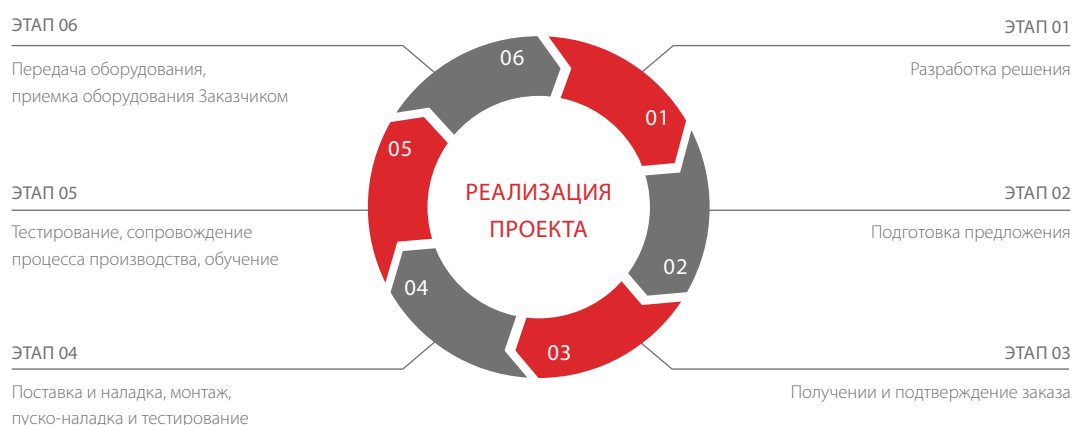 ЭТАП 06
Передача оборудования,
приемка оборудования Заказчиком
ЭТАП 05
Тестирование, сопровождение
процесса производства, обучение
ЭТАП 04
Поставка и наладка, монтаж,
пуско-наладка и тестирование
06
01
05
РЕАЛИЗАЦИЯ
ПРОЕКТА
02
04
03
ЭТАП 01
Разработка решения
ЭТАП 02
Подготовка предложения
ЭТАП 03
Получении и подтверждение заказа